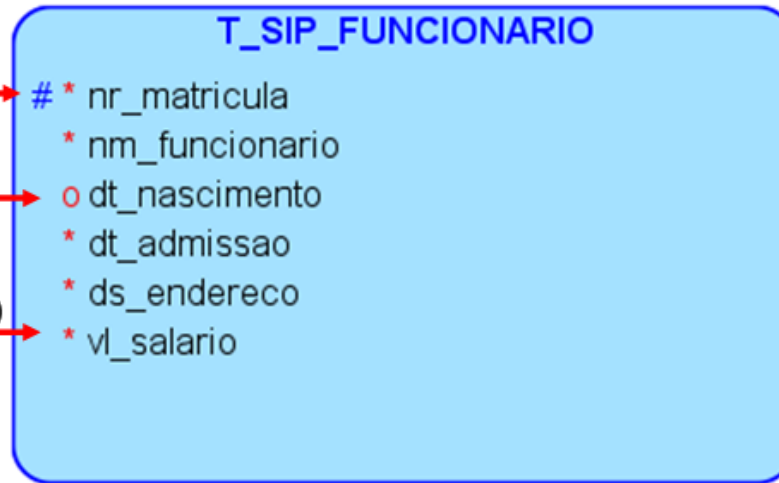 T_SIP_FUNCIONARIO
# * nr_matricula
* nm_funcionario
o dt_nascimento
* dt_admissao
* ds_endereco
* vl_salario